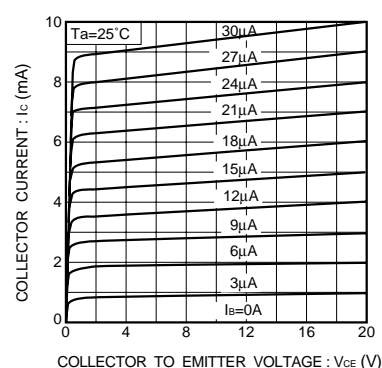 10
Ta=25°C
30μA
27μA
8
24μA
21μA
6
18μA
15μA
4
12μA
9μA
2
6μA
3μA
IB=0A
0
0 4 8 12 16 20
COLLECTOR CURRENT : IC (mA)
COLLECTOR TO EMITTER VOLTAGE : VCE (V)